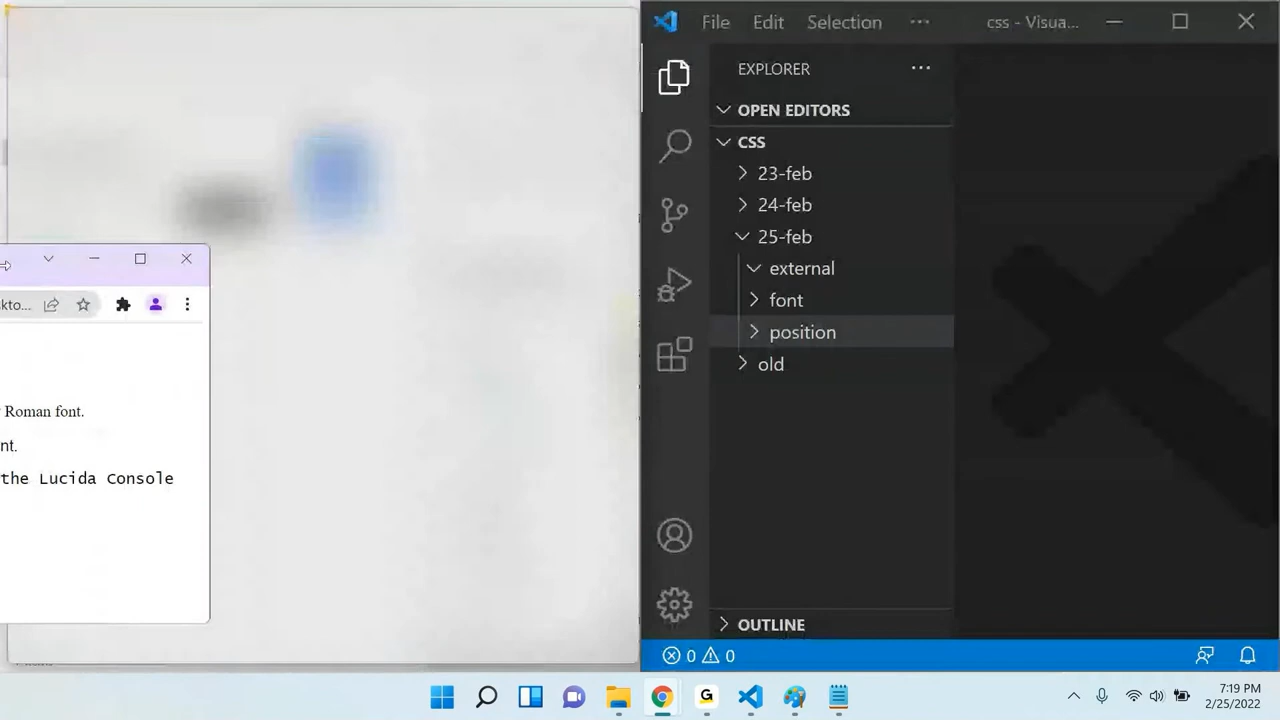 File Edit Selection ··· css - Visua...
EXPLORER ···
OPEN EDITORS
CSS
23-feb
24-feb
25-feb
external
font
position
old
OUTLINE
kto...
Roman font.
nt.
the Lucida Console
0 0
7:19 PM
2/25/2022